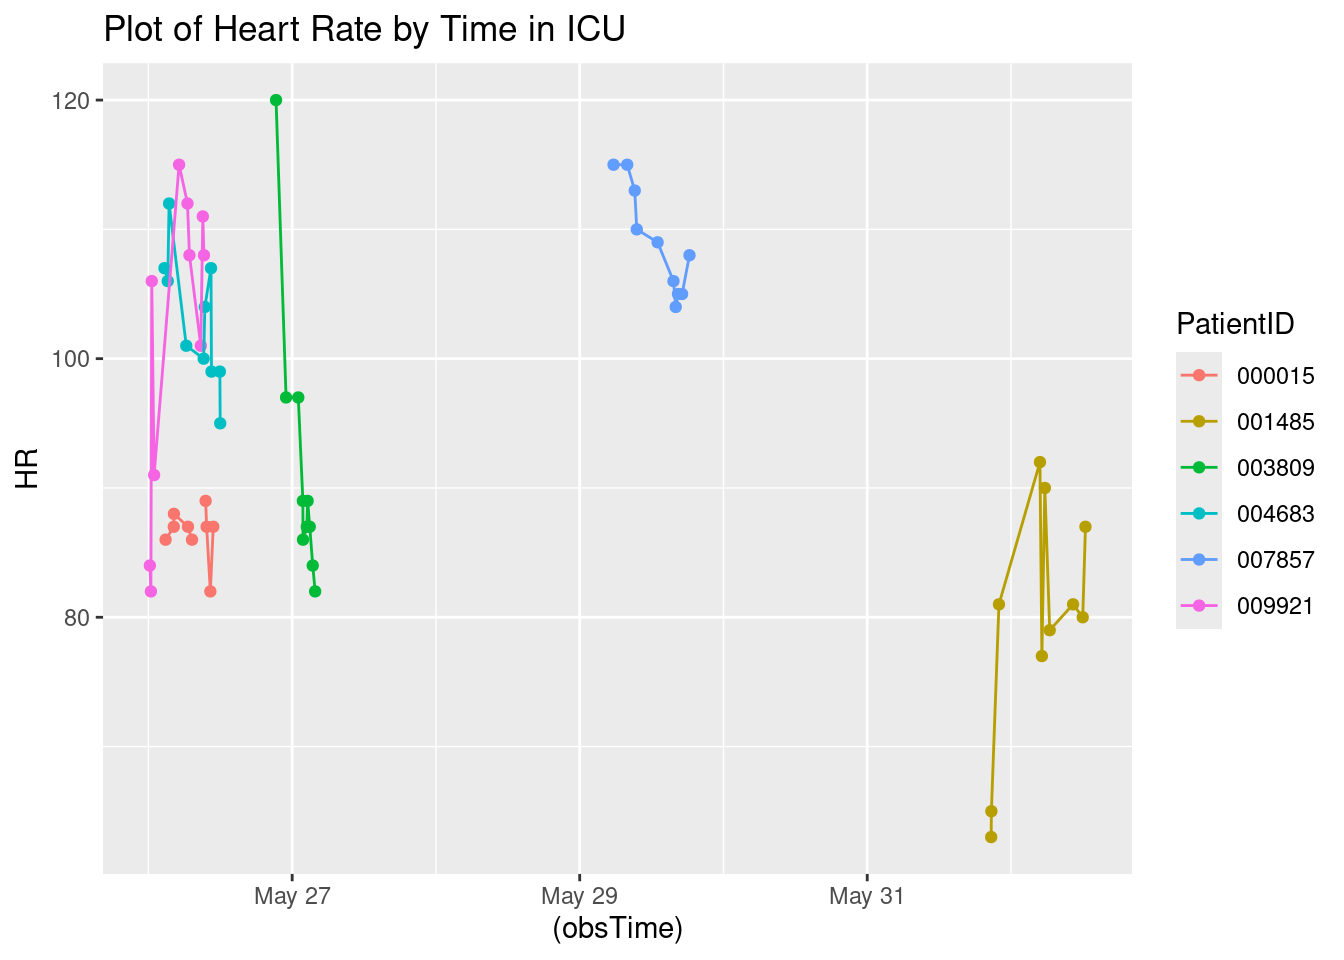 Plot of Heart Rate by Time in ICU
120
100
80
HR
May 27
May 29
May 31
(obsTime)
PatientID
000015
001485
003809
004683
007857
009921